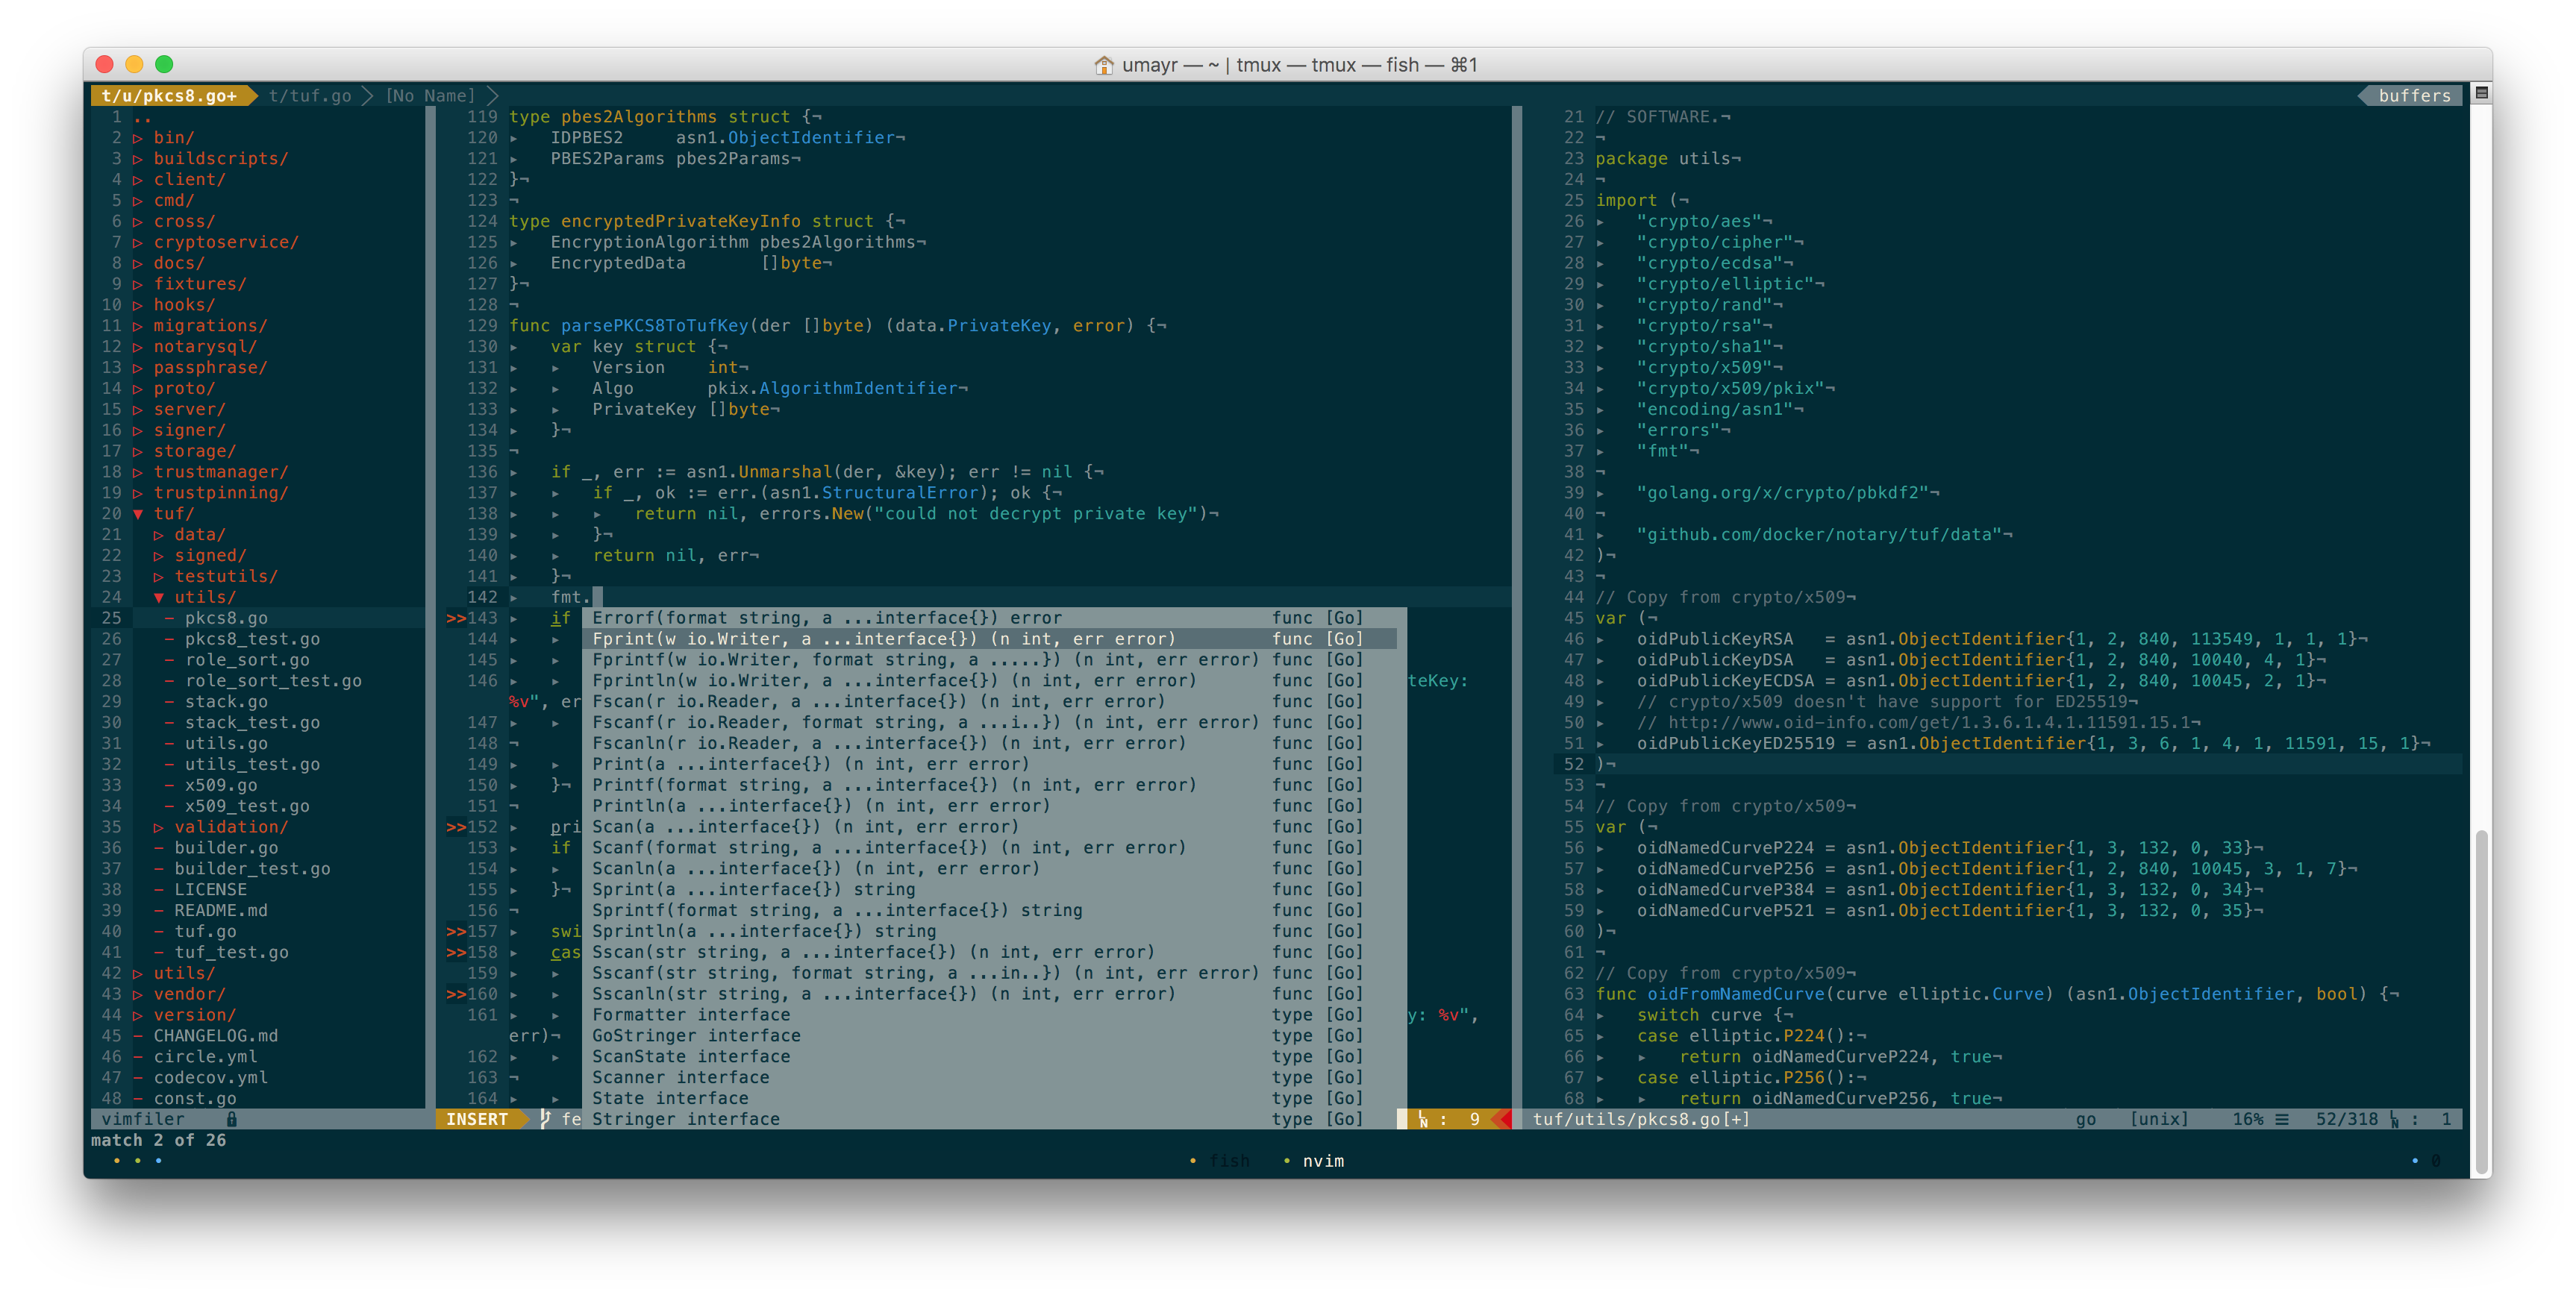 umayr — ~ | tmux — tmux — fish — ⌘1
t/u/pkcs8.go+ t/tuf.go [No Name] buffers
1 ..
2 ▷ bin/
3 ▷ buildscripts/
4 ▷ client/
5 ▷ cmd/
6 ▷ cross/
7 ▷ cryptoservice/
8 ▷ docs/
9 ▷ fixtures/
10 ▷ hooks/
11 ▷ migrations/
12 ▷ notarysql/
13 ▷ passphrase/
14 ▷ proto/
15 ▷ server/
16 ▷ signer/
17 ▷ storage/
18 ▷ trustmanager/
19 ▷ trustpinning/
20 ▼ tuf/
21 ▷ data/
22 ▷ signed/
23 ▷ testutils/
24 ▼ utils/
25 - pkcs8.go
26 - pkcs8_test.go
27 - role_sort.go
28 - role_sort_test.go
29 - stack.go
30 - stack_test.go
31 - utils.go
32 - utils_test.go
33 - x509.go
34 - x509_test.go
35 ▷ validation/
36 - builder.go
37 - builder_test.go
38 - LICENSE
39 - README.md
40 - tuf.go
41 - tuf_test.go
42 ▷ utils/
43 ▷ vendor/
44 ▷ version/
45 - CHANGELOG.md
46 - circle.yml
47 - codecov.yml
48 - const.go
vimfiler
119 type pbes2Algorithms struct {¬
120 ▸ IDPBES2 asn1.ObjectIdentifier¬
121 ▸ PBES2Params pbes2Params¬
122 }¬
123 ¬
124 type encryptedPrivateKeyInfo struct {¬
125 ▸ EncryptionAlgorithm pbes2Algorithms¬
126 ▸ EncryptedData []byte¬
127 }¬
128 ¬
129 func parsePKCS8ToTufKey(der []byte) (data.PrivateKey, error) {¬
130 ▸ var key struct {¬
131 ▸ ▸ Version int¬
132 ▸ ▸ Algo pkix.AlgorithmIdentifier¬
133 ▸ ▸ PrivateKey []byte¬
134 ▸ }¬
135 ¬
136 ▸ if _, err := asn1.Unmarshal(der, &key); err != nil {¬
137 ▸ ▸ if _, ok := err.(asn1.StructuralError); ok {¬
138 ▸ ▸ ▸ return nil, errors.New("could not decrypt private key")¬
139 ▸ ▸ }¬
140 ▸ ▸ return nil, err¬
141 ▸ }¬
142 ▸ fmt.
>>143 ▸ if Errorf(format string, a ...interface{}) error func [Go]
144 ▸ ▸ Fprint(w io.Writer, a ...interface{}) (n int, err error) func [Go]
145 ▸ ▸ Fprintf(w io.Writer, format string, a .....}) (n int, err error) func [Go]
146 ▸ ▸ Fprintln(w io.Writer, a ...interface{}) (n int, err error) func [Go] teKey:
%v", er Fscan(r io.Reader, a ...interface{}) (n int, err error) func [Go]
147 ▸ ▸ Fscanf(r io.Reader, format string, a ...i..}) (n int, err error) func [Go]
148 ¬ Fscanln(r io.Reader, a ...interface{}) (n int, err error) func [Go]
149 ▸ ▸ Print(a ...interface{}) (n int, err error) func [Go]
150 ▸ }¬ Printf(format string, a ...interface{}) (n int, err error) func [Go]
151 ¬ Println(a ...interface{}) (n int, err error) func [Go]
>>152 ▸ pri Scan(a ...interface{}) (n int, err error) func [Go]
153 ▸ if Scanf(format string, a ...interface{}) (n int, err error) func [Go]
154 ▸ ▸ Scanln(a ...interface{}) (n int, err error) func [Go]
155 ▸ }¬ Sprint(a ...interface{}) string func [Go]
156 ¬ Sprintf(format string, a ...interface{}) string func [Go]
>>157 ▸ swi Sprintln(a ...interface{}) string func [Go]
>>158 ▸ cas Sscan(str string, a ...interface{}) (n int, err error) func [Go]
159 ▸ ▸ Sscanf(str string, format string, a ...in..}) (n int, err error) func [Go]
>>160 ▸ ▸ Sscanln(str string, a ...interface{}) (n int, err error) func [Go]
161 ▸ ▸ Formatter interface type [Go] y: %v",
err)¬ GoStringer interface type [Go]
162 ▸ ▸ ScanState interface type [Go]
163 ¬ Scanner interface type [Go]
164 ▸ ▸ State interface type [Go]
INSERT fe Stringer interface type [Go] LN : 9
21 // SOFTWARE.¬
22 ¬
23 package utils¬
24 ¬
25 import (¬
26 ▸ "crypto/aes"¬
27 ▸ "crypto/cipher"¬
28 ▸ "crypto/ecdsa"¬
29 ▸ "crypto/elliptic"¬
30 ▸ "crypto/rand"¬
31 ▸ "crypto/rsa"¬
32 ▸ "crypto/sha1"¬
33 ▸ "crypto/x509"¬
34 ▸ "crypto/x509/pkix"¬
35 ▸ "encoding/asn1"¬
36 ▸ "errors"¬
37 ▸ "fmt"¬
38 ¬
39 ▸ "golang.org/x/crypto/pbkdf2"¬
40 ¬
41 ▸ "github.com/docker/notary/tuf/data"¬
42 )¬
43 ¬
44 // Copy from crypto/x509¬
45 var (¬
46 ▸ oidPublicKeyRSA = asn1.ObjectIdentifier{1, 2, 840, 113549, 1, 1, 1}¬
47 ▸ oidPublicKeyDSA = asn1.ObjectIdentifier{1, 2, 840, 10040, 4, 1}¬
48 ▸ oidPublicKeyECDSA = asn1.ObjectIdentifier{1, 2, 840, 10045, 2, 1}¬
49 ▸ // crypto/x509 doesn't have support for ED25519¬
50 ▸ // http://www.oid-info.com/get/1.3.6.1.4.1.11591.15.1¬
51 ▸ oidPublicKeyED25519 = asn1.ObjectIdentifier{1, 3, 6, 1, 4, 1, 11591, 15, 1}¬
52 )¬
53 ¬
54 // Copy from crypto/x509¬
55 var (¬
56 ▸ oidNamedCurveP224 = asn1.ObjectIdentifier{1, 3, 132, 0, 33}¬
57 ▸ oidNamedCurveP256 = asn1.ObjectIdentifier{1, 2, 840, 10045, 3, 1, 7}¬
58 ▸ oidNamedCurveP384 = asn1.ObjectIdentifier{1, 3, 132, 0, 34}¬
59 ▸ oidNamedCurveP521 = asn1.ObjectIdentifier{1, 3, 132, 0, 35}¬
60 )¬
61 ¬
62 // Copy from crypto/x509¬
63 func oidFromNamedCurve(curve elliptic.Curve) (asn1.ObjectIdentifier, bool) {¬
64 ▸ switch curve {¬
65 ▸ case elliptic.P224():¬
66 ▸ ▸ return oidNamedCurveP224, true¬
67 ▸ case elliptic.P256():¬
68 ▸ ▸ return oidNamedCurveP256, true¬
tuf/utils/pkcs8.go[+] go [unix] 16% ☰ 52/318 LN : 1
match 2 of 26
• • • • fish • nvim • 0